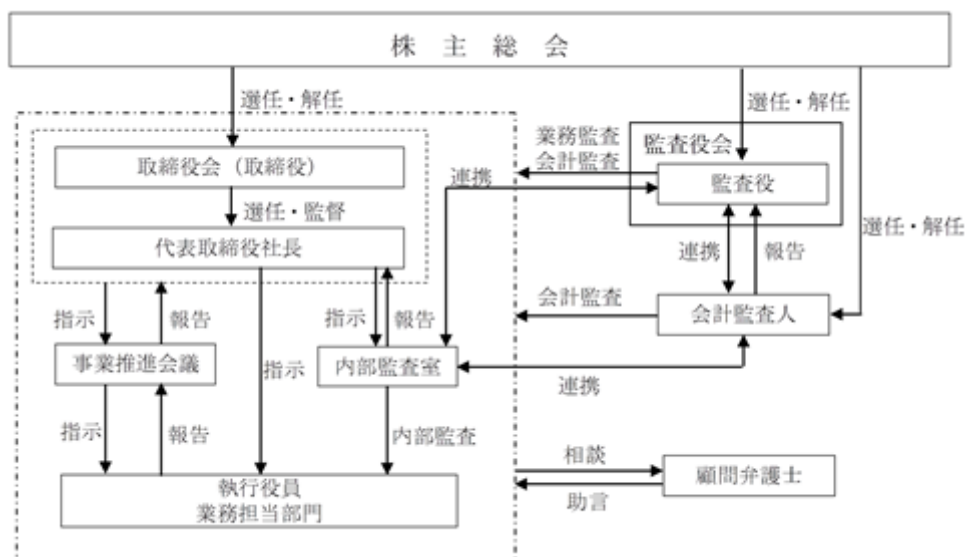 株主総会
選任・解任
選任・解任
業務監査
会計監査
監査役会
取締役会（取締役）
連携
監査役
選任・監督
選任・解任
代表取締役社長
連携
報告
会計監査
会計監査人
指示
報告
指示
報告
事業推進会議
指示
内部監査室
連携
指示
報告
内部監査
相談
顧問弁護士
執行役員
業務担当部門
助言